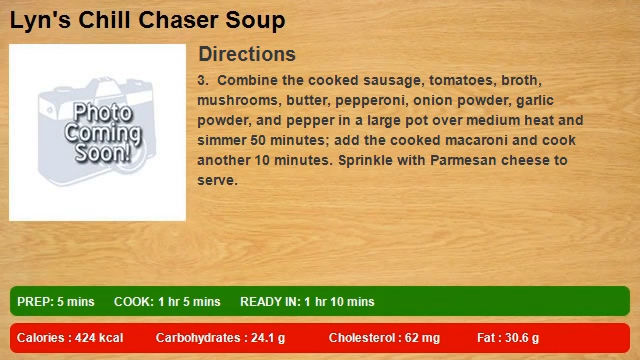 Lyn's Chill Chaser Soup
Photo
Coming
Soon!
Directions
3. Combine the cooked sausage, tomatoes, broth,
mushrooms, butter, pepperoni, onion powder, garlic
powder, and pepper in a large pot over medium heat and
simmer 50 minutes; add the cooked macaroni and cook
another 10 minutes. Sprinkle with Parmesan cheese to
serve.
PREP: 5 mins COOK: 1 hr 5 mins READY IN: 1 hr 10 mins
Calories : 424 kcal Carbohydrates : 24.1 g Cholesterol : 62 mg Fat : 30.6 g